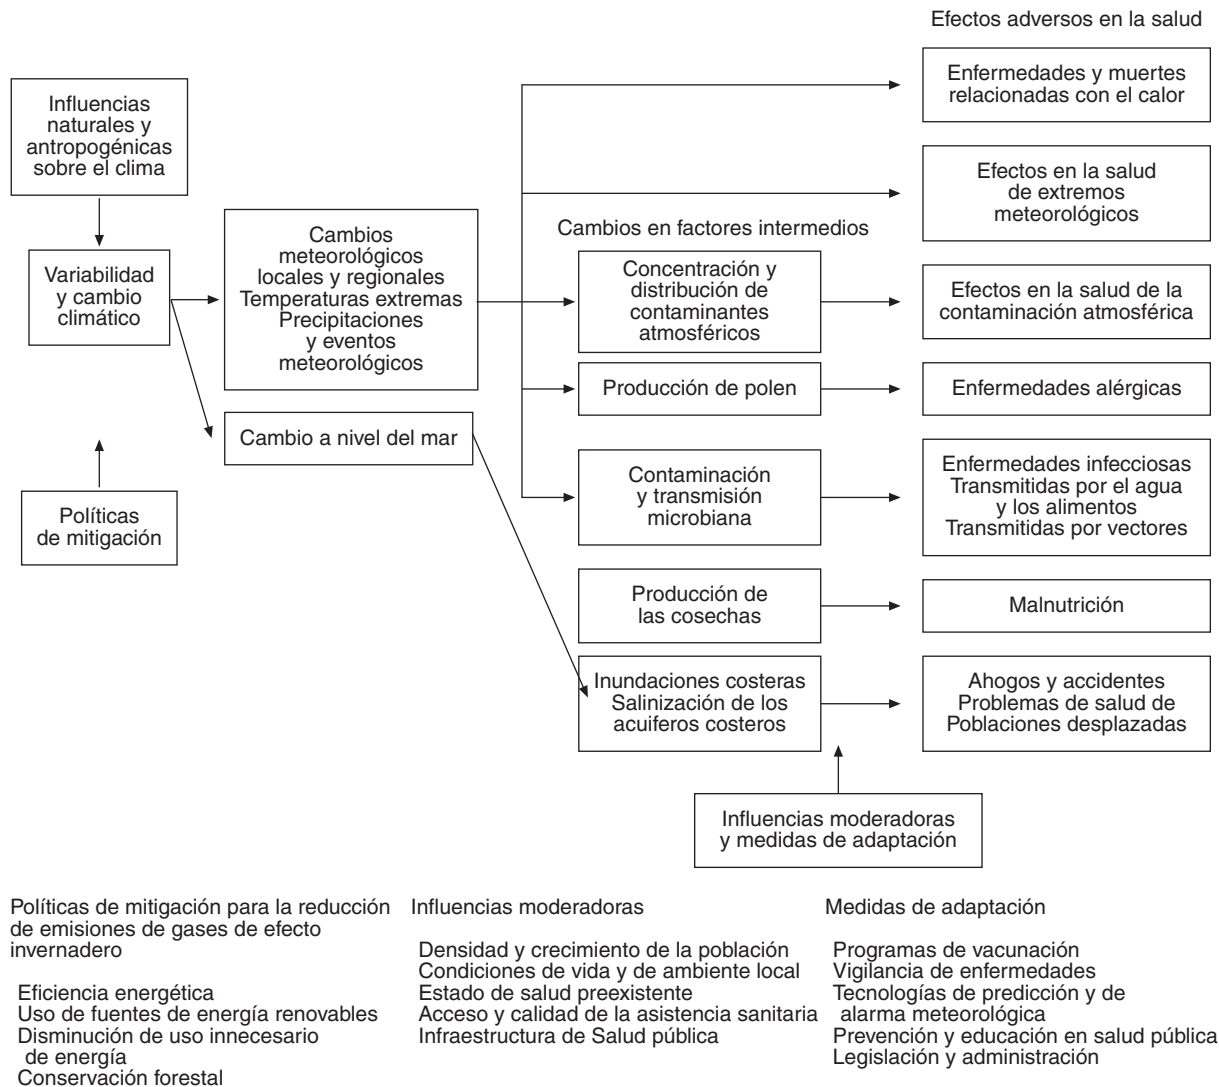 Efectos adversos en la salud
Influencias
naturales y
antropogénicas
sobre el clima
Variabilidad
y cambio
climático
Políticas
de mitigación
Cambios
meteorológicos
locales y regionales
Temperaturas extremas
Precipitaciones
y eventos
meteorológicos
Cambio a nivel del mar
Cambios en factores intermedios
Concentración y
distribución de
contaminantes
atmosféricos
Producción de polen
Contaminación
y transmisión
microbiana
Producción de
las cosechas
Inundaciones costeras
Salinización de los
acuiferos costeros
Enfermedades y muertes
relacionadas con el calor
Efectos en la salud
de extremos
meteorológicos
Efectos en la salud de la
contaminación atmosférica
Enfermedades alérgicas
Enfermedades infecciosas
Transmitidas por el agua
y los alimentos
Transmitidas por vectores
Malnutrición
Ahogos y accidentes
Problemas de salud de
Poblaciones desplazadas
Influencias moderadoras
y medidas de adaptación
Políticas de mitigación para la reducción
de emisiones de gases de efecto
invernadero
Eficiencia energética
Uso de fuentes de energía renovables
Disminución de uso innecesario
de energía
Conservación forestal
Influencias moderadoras
Densidad y crecimiento de la población
Condiciones de vida y de ambiente local
Estado de salud preexistente
Acceso y calidad de la asistencia sanitaria
Infraestructura de Salud pública
Medidas de adaptación
Programas de vacunación
Vigilancia de enfermedades
Tecnologías de predicción y de
alarma meteorológica
Prevención y educación en salud pública
Legislación y administración